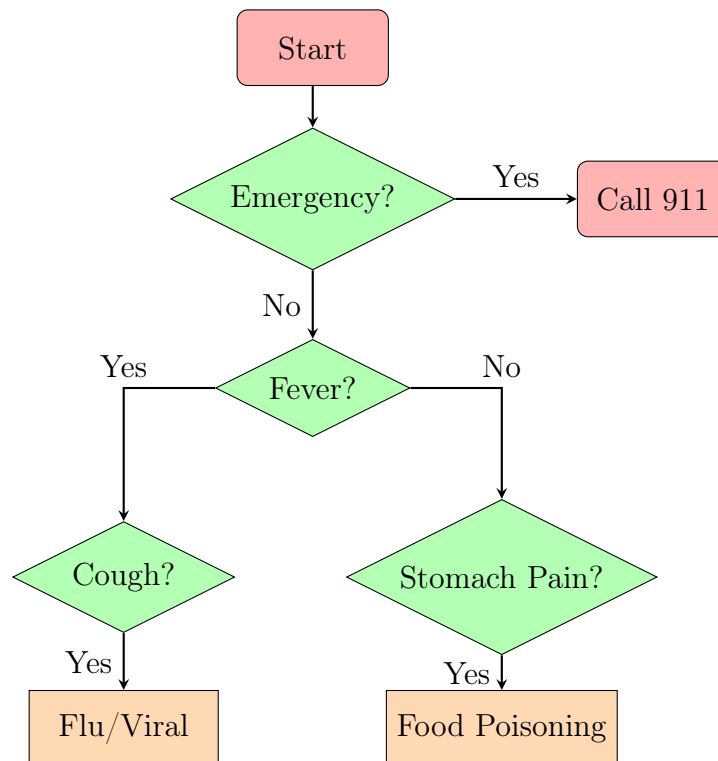 Start
Emergency?
Yes
Call 911
No
Yes
Fever?
No
Cough?
Stomach Pain?
Yes
Yes
Flu/Viral
Food Poisoning